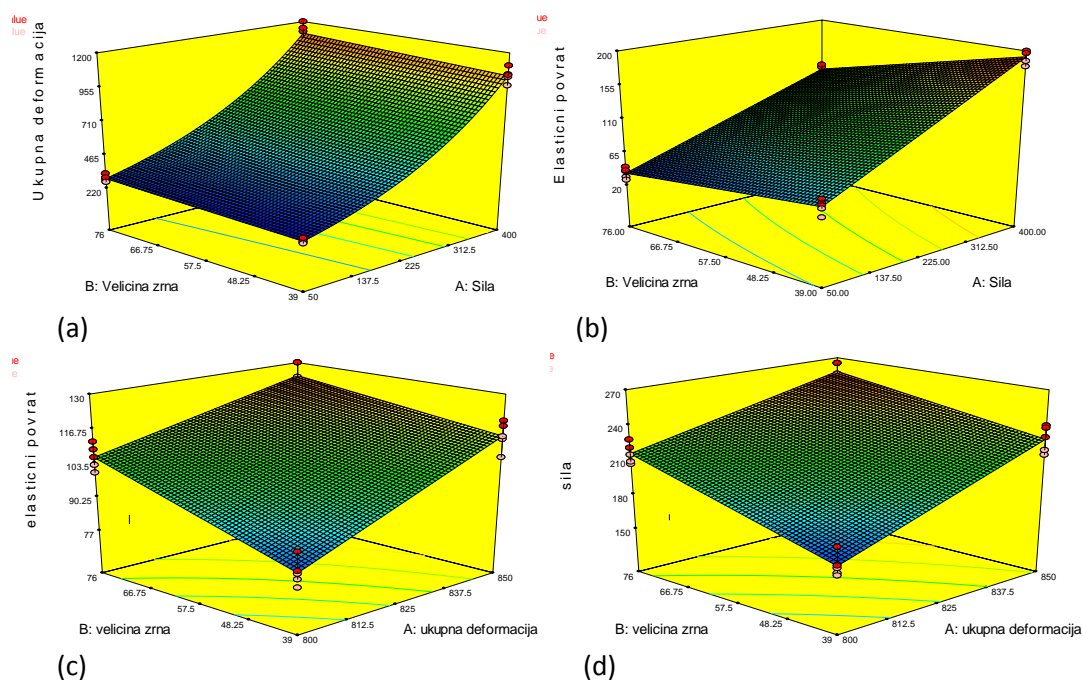 alue
alue
Ukupna deformacija
1200
955
710
465
220
76
66.75
57.5
48.25
39
50
137.5
225
312.5
400
B: Velicina zrna
A: Sila
(a)
ue
ue
Elasticni povrat
200
155
110
65
20
76.00
66.75
57.50
48.25
39.00
50.00
137.50
225.00
312.50
400.00
B: Velicina zrna
A: Sila
(b)
ue
e
elasticni povrat
130
116.75
103.5
90.25
77
76
66.75
57.5
48.25
39
800
812.5
825
837.5
850
B: velicina zrna
A: ukupna deformacija
(c)
e
e
sila
270
240
210
180
150
76
66.75
57.5
48.25
39
800
812.5
825
837.5
850
B: velicina zrna
A: ukupna deformacija
(d)